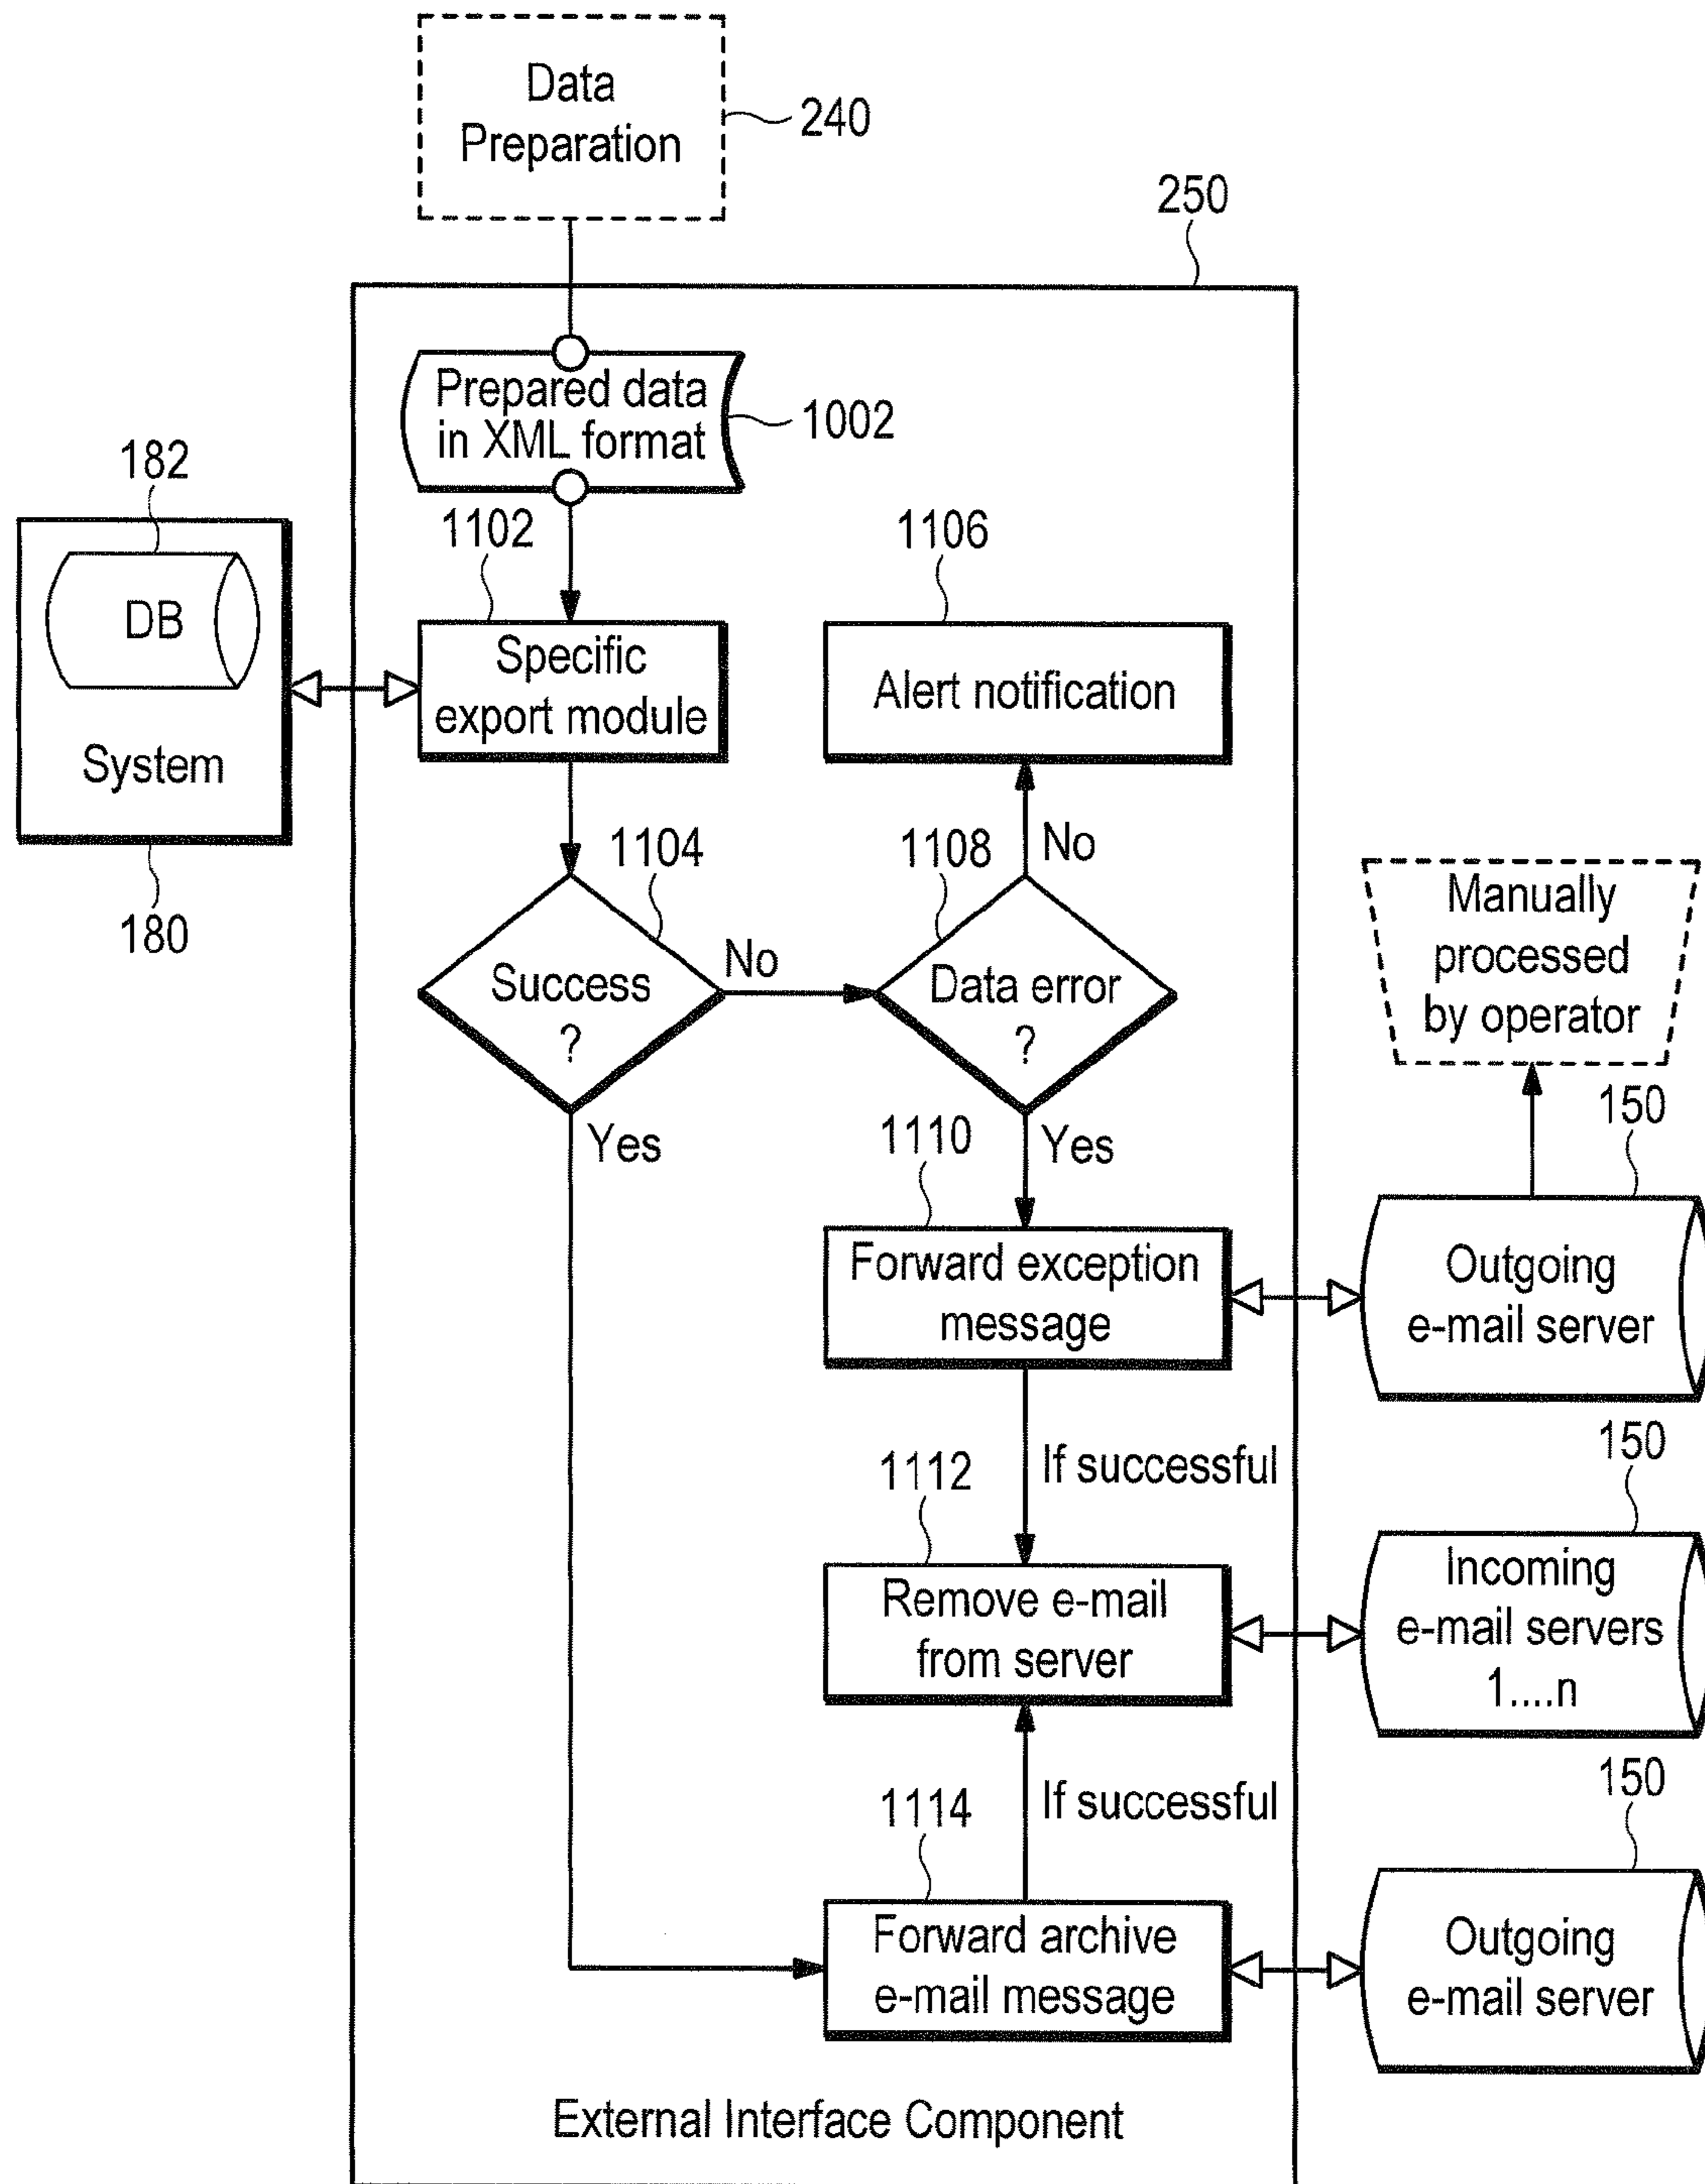 Data
Preparation
240
250
Prepared data
in XML format
1002
182
DB
System
180
1102
Specific
export module
1106
Alert notification
1104
Success
?
No
Yes
1108
Data error
?
No
Yes
Manually
processed
by operator
150
1110
Forward exception
message
Outgoing
e-mail server
If successful
150
1112
Remove e-mail
from server
Incoming
e-mail servers
1....n
If successful
150
1114
Forward archive
e-mail message
Outgoing
e-mail server
External Interface Component